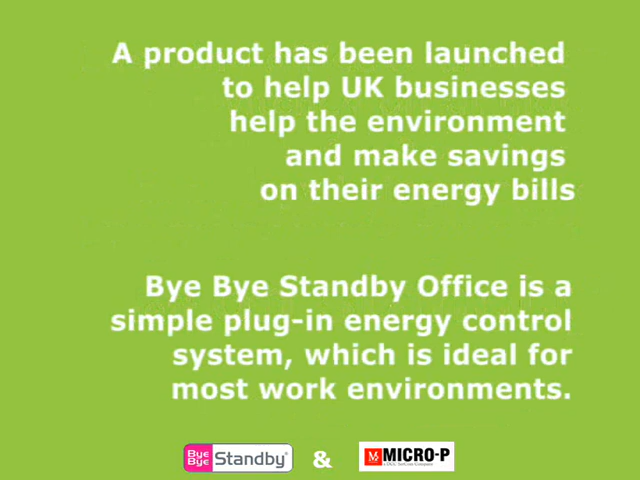 A product has been launched
to help UK businesses
help the environment
and make savings
on their energy bills
Bye Bye Standby Office is a
simple plug-in energy control
system, which is ideal for
most work environments.
Bye Bye Standby® & MICRO-P